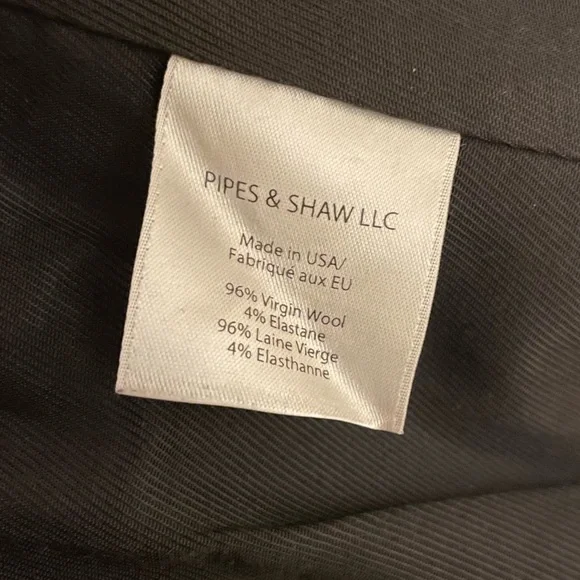 PIPES & SHAW LLC
Made in USA/
Fabriqué aux EU
96% Virgin Wool
4% Elastane
96% Laine Vierge
4% Elasthanne